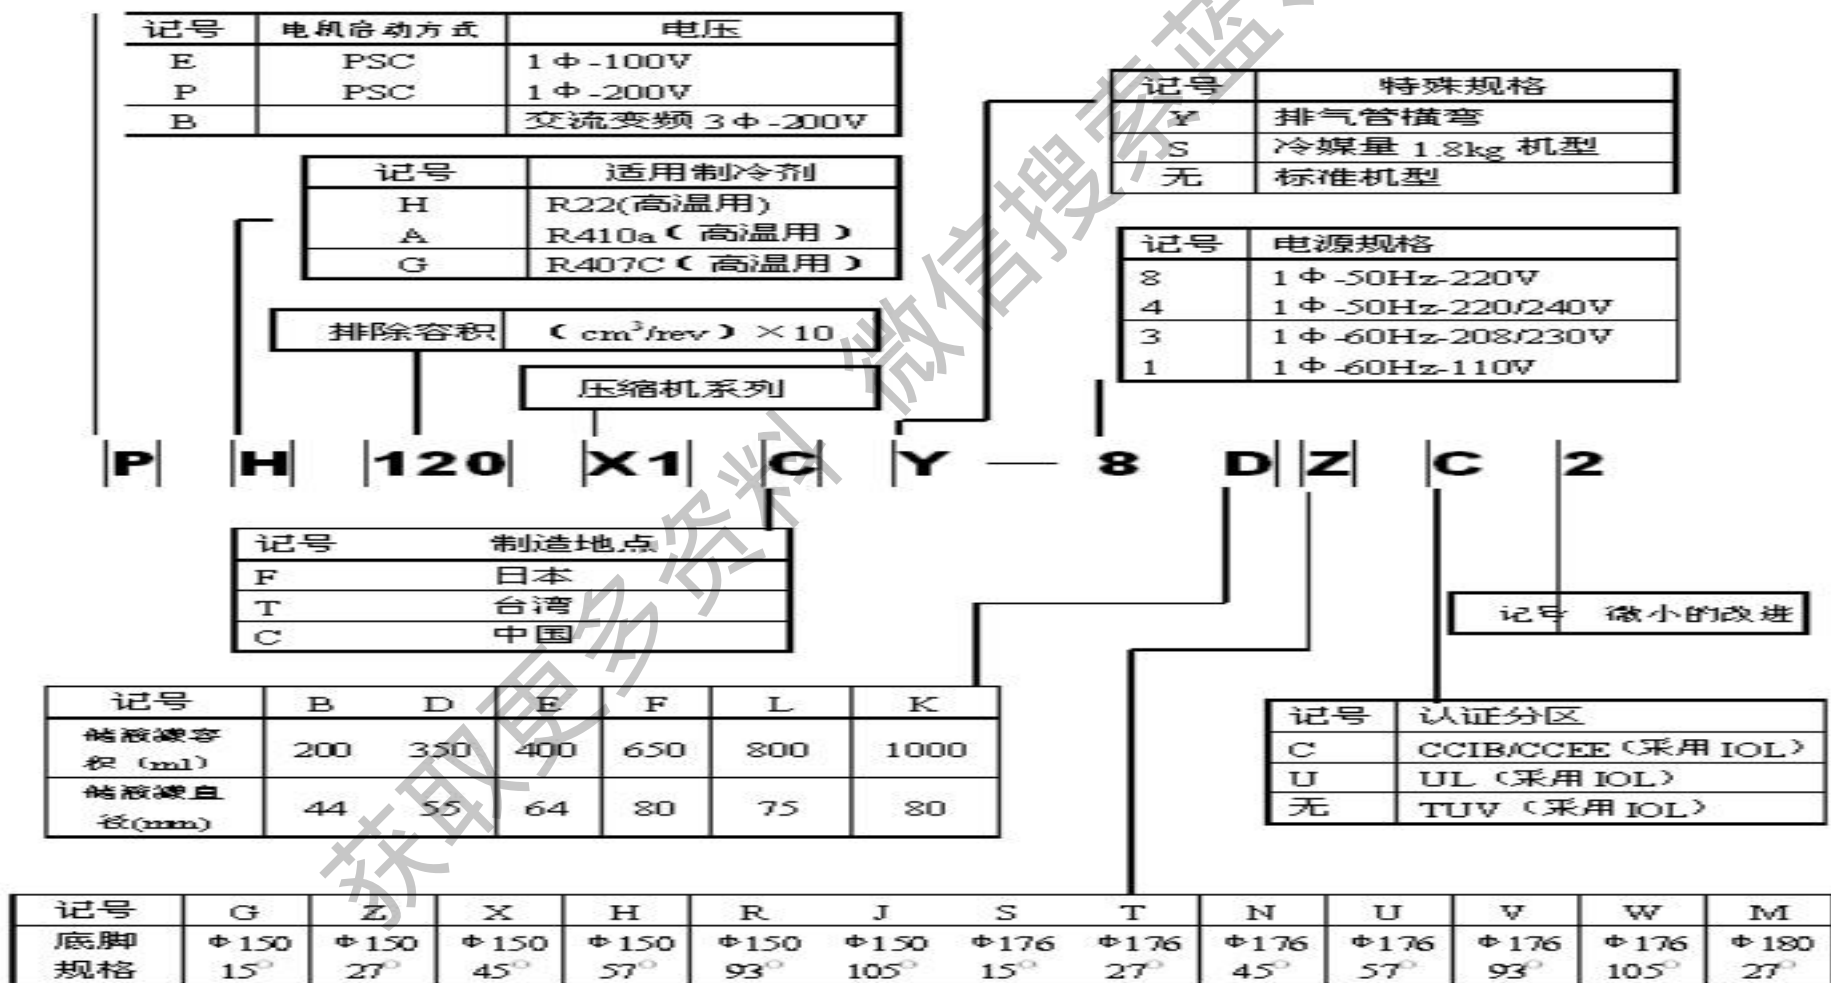 记号 电机启动方式 电压
E PSC 1Φ-100V
P PSC 1Φ-200V
B 交流变频 3Φ-200V
记号 特殊规格
Y 排气管横弯
S 冷媒量 1.8kg 机型
无 标准机型
记号 适用制冷剂
H R22(高温用)
A R410a(高温用)
G R407C(高温用)
记号 电源规格
8 1Φ-50Hz-220V
4 1Φ-50Hz-220/240V
3 1Φ-60Hz-208/230V
1 1Φ-60Hz-110V
排除容积 (cm³/rev)×10
压缩机系列
P H 120 X1 C Y — 8 D Z C 2
记号 制造地点
F 日本
T 台湾
C 中国
记号 微小的改进
记号 B D E F L K
储液罐容 200 350 400 650 800 1000
积 (ml)
储液罐直 44 55 64 80 75 80
径(mm)
记号 认证分区
C CCIB/CCEE(采用 IOL)
U UL(采用 IOL)
无 TUV(采用 IOL)
记号 G Z X H R J S T N U V W M
底脚 Φ150 Φ150 Φ150 Φ150 Φ150 Φ150 Φ176 Φ176 Φ176 Φ176 Φ176 Φ176 Φ180
规格 15° 27° 45° 57° 93° 105° 15° 27° 45° 57° 93° 105° 27°
获取更多资料 微信搜索蓝